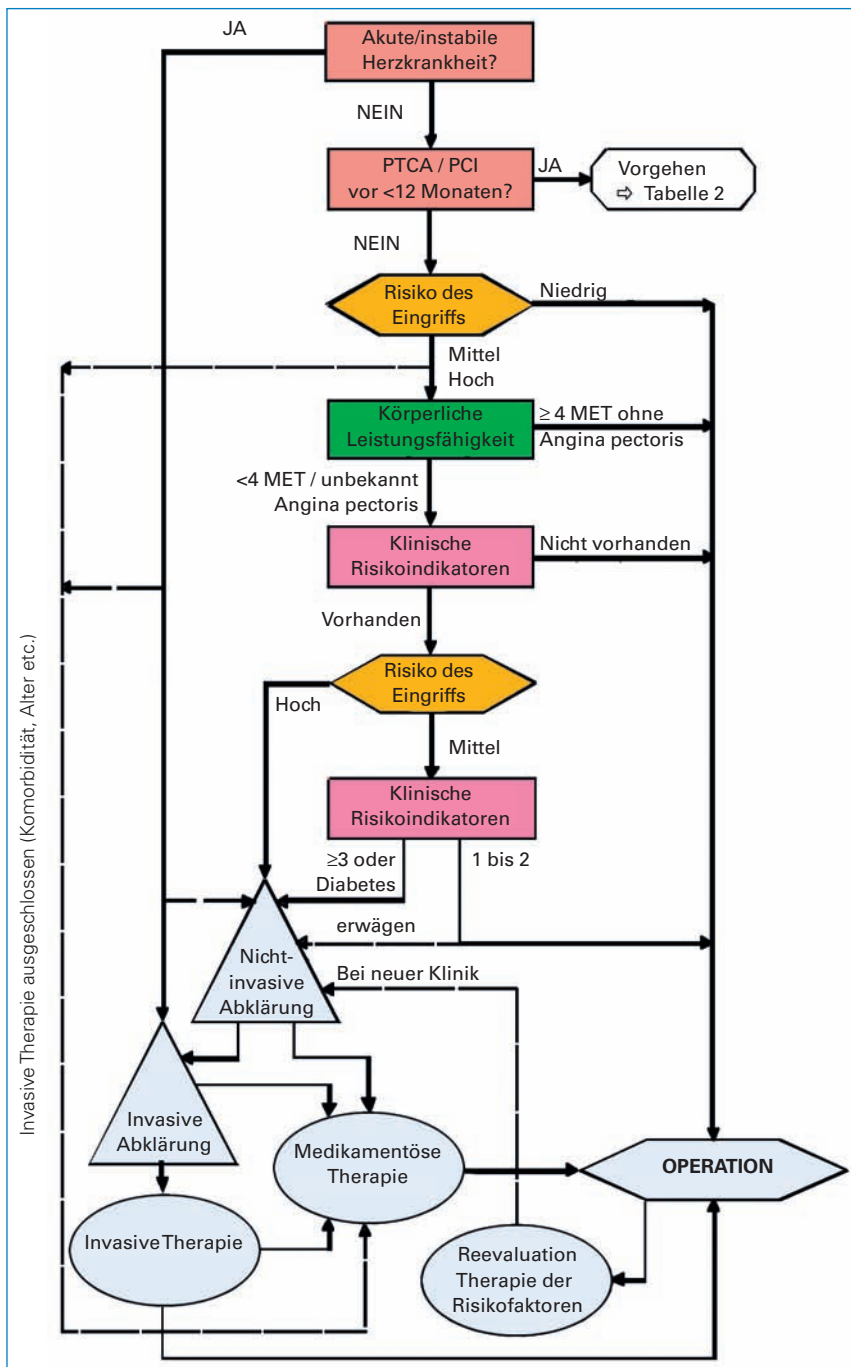 JA
Akute/instabile
Herzkrankheit?
NEIN
PTCA / PCI
vor <12 Monaten?
JA
Vorgehen
⇨ Tabelle 2
NEIN
Risiko des
Eingriffs
Niedrig
Mittel
Hoch
Körperliche
Leistungsfähigkeit
≥ 4 MET ohne
Angina pectoris
<4 MET / unbekannt
Angina pectoris
Klinische
Risikoindikatoren
Nicht vorhanden
Vorhanden
Risiko des
Eingriffs
Hoch
Mittel
Klinische
Risikoindikatoren
≥3 oder
Diabetes
1 bis 2
erwägen
Nicht-
invasive
Abklärung
Bei neuer Klinik
Invasive
Abklärung
Medikamentöse
Therapie
OPERATION
Invasive Therapie
Reevaluation
Therapie der
Risikofaktoren
Invasive Therapie ausgeschlossen (Komorbidität, Alter etc.)